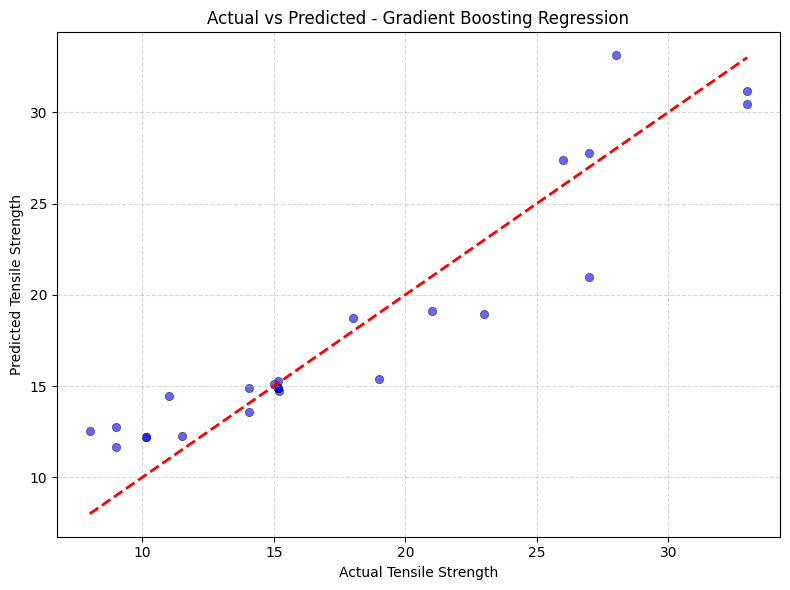 Actual vs Predicted - Gradient Boosting Regression
Predicted Tensile Strength
30
25
20
15
10
10 15 20 25 30
Actual Tensile Strength